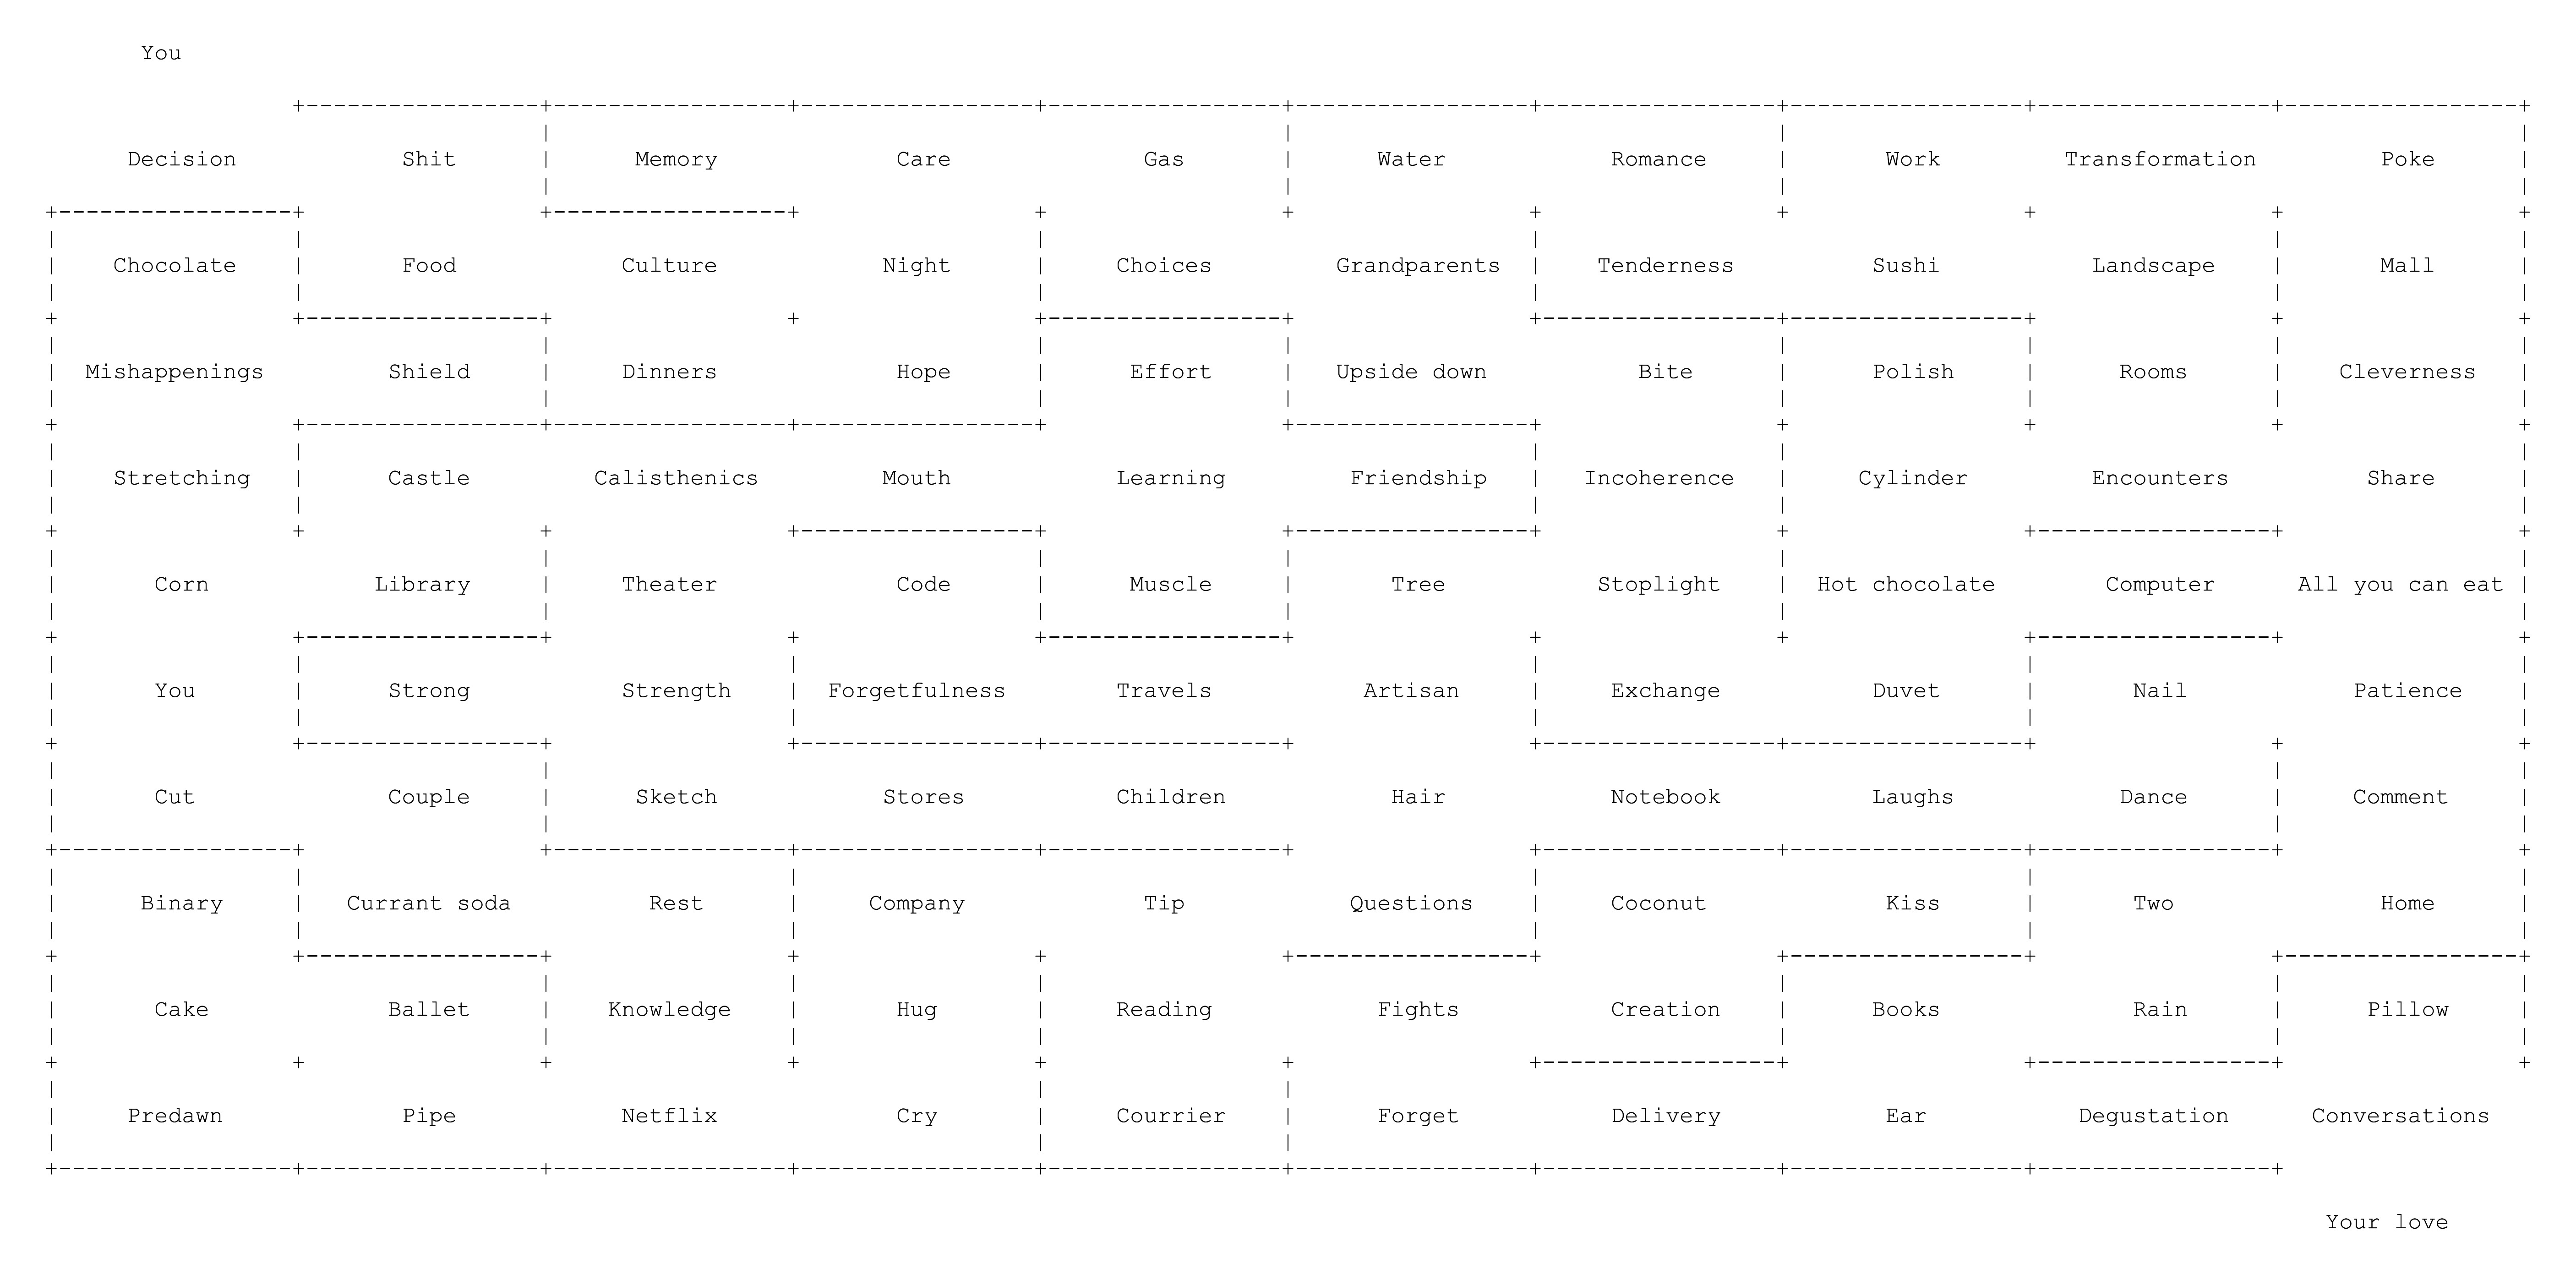 You
Decision Shit Memory Care Gas Water Romance Work Transformation Poke
Chocolate Food Culture Night Choices Grandparents Tenderness Sushi Landscape Mall
Mishappenings Shield Dinners Hope Effort Upside down Bite Polish Rooms Cleverness
Stretching Castle Calisthenics Mouth Learning Friendship Incoherence Cylinder Encounters Share
Corn Library Theater Code Muscle Tree Stoplight Hot chocolate Computer All you can eat
You Strong Strength Forgetfulness Travels Artisan Exchange Duvet Nail Patience
Cut Couple Sketch Stores Children Hair Notebook Laughs Dance Comment
Binary Currant soda Rest Company Tip Questions Coconut Kiss Two Home
Cake Ballet Knowledge Hug Reading Fights Creation Books Rain Pillow
Predawn Pipe Netflix Cry Courrier Forget Delivery Ear Degustation Conversations
Your love